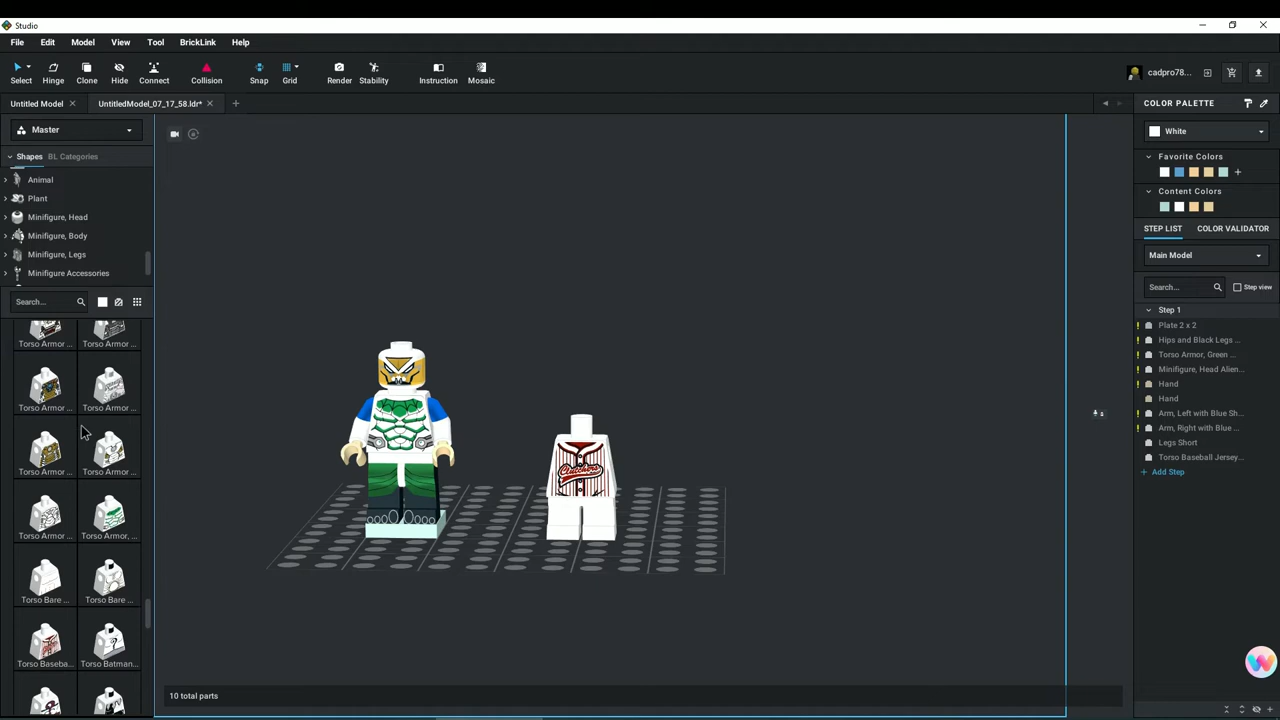 Studio
File Edit Model View Tool BrickLink Help
Select Hinge Clone Hide Connect Collision Snap Grid Render Stability Instruction Mosaic
cadpro78...
Untitled Model
UntitledModel_07_17_58.ldr*
Master
Shapes BL Categories
Animal
Plant
Minifigure, Head
Minifigure, Body
Minifigure, Legs
Minifigure Accessories
Search...
Torso Armor ... Torso Armor ...
Torso Armor ... Torso Armor ...
Torso Armor ... Torso Armor ...
Torso Armor ... Torso Armor, ...
Torso Bare ... Torso Bare ...
Torso Baseba... Torso Batman...
Clutchers
10 total parts
COLOR PALETTE
White
Favorite Colors
Content Colors
STEP LIST COLOR VALIDATOR
Main Model
Search... Step view
Step 1
Plate 2 x 2
Hips and Black Legs ...
Torso Armor, Green ...
Minifigure, Head Alien...
Hand
Hand
Arm, Left with Blue Sh...
Arm, Right with Blue ...
Legs Short
Torso Baseball Jersey...
+ Add Step